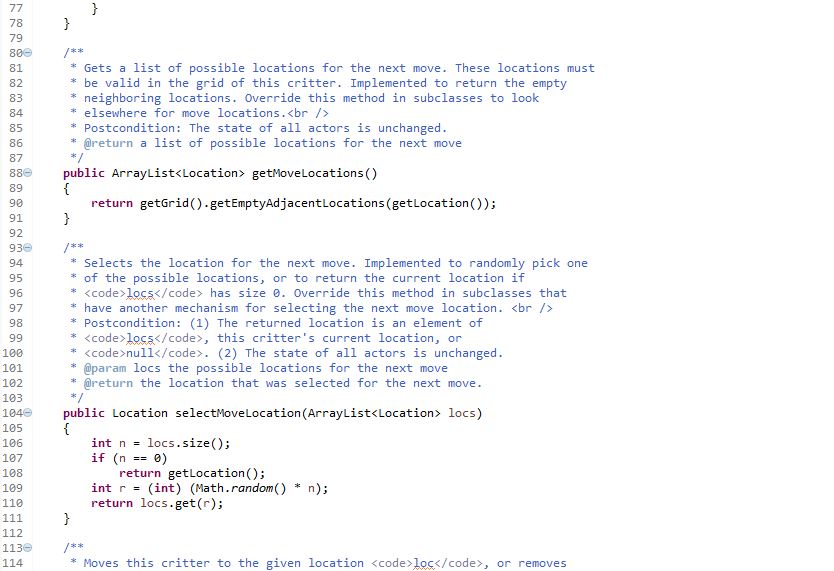 77         }
78     }
79
80     /**
81      * Gets a list of possible locations for the next move. These locations must
82      * be valid in the grid of this critter. Implemented to return the empty
83      * neighboring locations. Override this method in subclasses to look
84      * elsewhere for move locations.<br />
85      * Postcondition: The state of all actors is unchanged.
86      * @return a list of possible locations for the next move
87      */
88     public ArrayList<Location> getMoveLocations()
89     {
90         return getGrid().getEmptyAdjacentLocations(getLocation());
91     }
92
93     /**
94      * Selects the location for the next move. Implemented to randomly pick one
95      * of the possible locations, or to return the current location if
96      * <code>locs</code> has size 0. Override this method in subclasses that
97      * have another mechanism for selecting the next move location. <br />
98      * Postcondition: (1) The returned location is an element of
99      * <code>locs</code>, this critter's current location, or
100      * <code>null</code>. (2) The state of all actors is unchanged.
101      * @param locs the possible locations for the next move
102      * @return the location that was selected for the next move.
103      */
104     public Location selectMoveLocation(ArrayList<Location> locs)
105     {
106         int n = locs.size();
107         if (n == 0)
108             return getLocation();
109         int r = (int) (Math.random() * n);
110         return locs.get(r);
111     }
112
113     /**
114      * Moves this critter to the given location <code>loc</code>, or removes